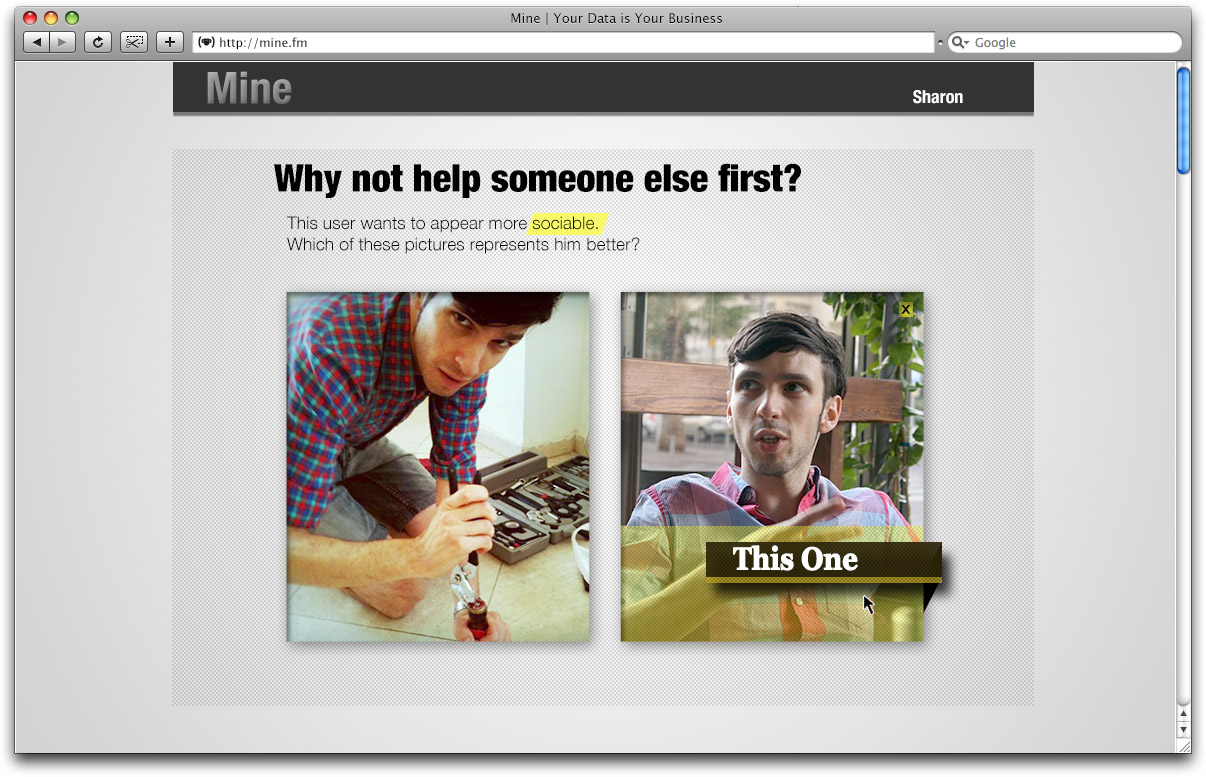 Mine | Your Data is Your Business
http://mine.fm
Google
Mine
Sharon
Why not help someone else first?
This user wants to appear more sociable.
Which of these pictures represents him better?
X
This One